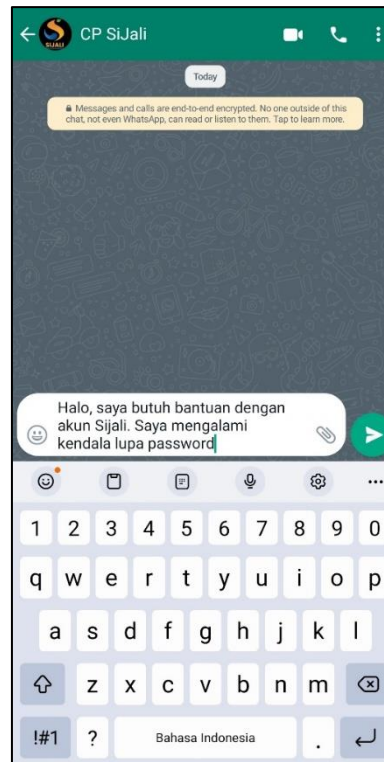 SIJALI
CP SiJali
Today
Messages and calls are end-to-end encrypted. No one outside of this
chat, not even WhatsApp, can read or listen to them. Tap to learn more.
Halo, saya butuh bantuan dengan
akun Sijali. Saya mengalami
kendala lupa password
1 2 3 4 5 6 7 8 9 0
q w e r t y u i o p
a s d f g h j k l
z x c v b n m
!#1 ? Bahasa Indonesia .